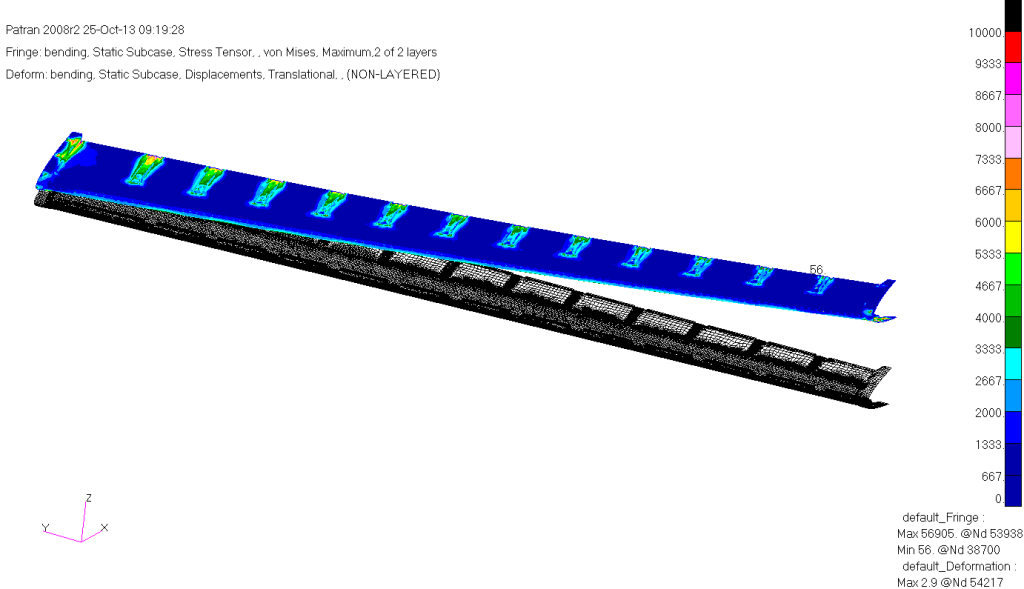 Patran 2008r2 25-Oct-13 09:19:28
Fringe: bending, Static Subcase, Stress Tensor, , von Mises, Maximum,2 of 2 layers
Deform: bending, Static Subcase, Displacements, Translational, , (NON-LAYERED)
10000.
9333.
8667.
8000.
7333.
6667.
6000.
5333.
4667.
4000.
3333.
2667.
2000.
1333.
667.
0.
56.
Z
Y
X
default_Fringe :
Max 56905. @Nd 53938
Min 56. @Nd 38700
default_Deformation :
Max 2.9 @Nd 54217